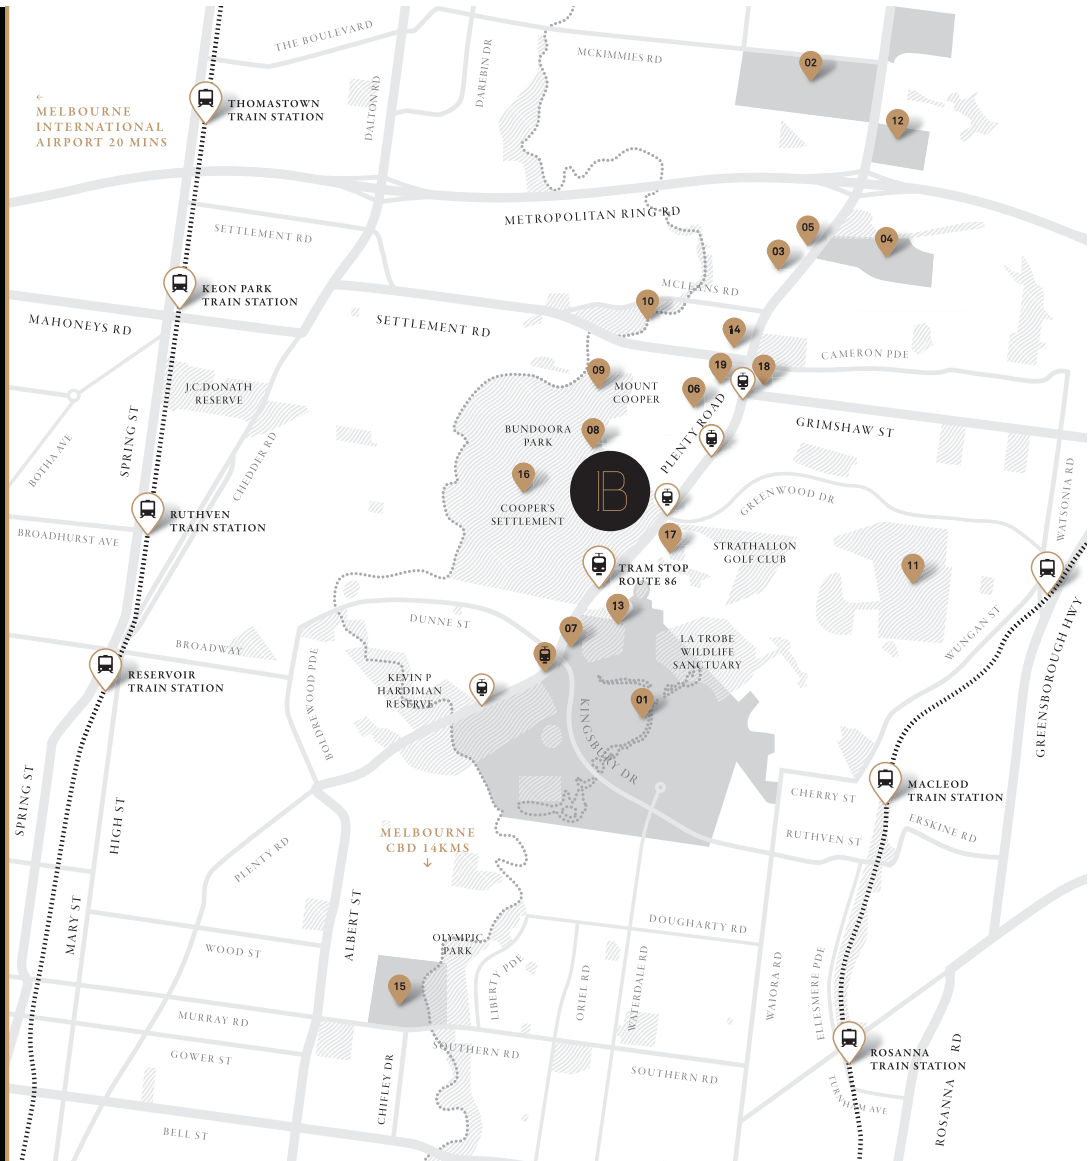 THE BOULEVARD
MCKIMMIES RD
DAREBIN DR
DALTON RD
02
←
MELBOURNE
INTERNATIONAL
AIRPORT 20 MINS
THOMASTOWN
TRAIN STATION
12
METROPOLITAN RING RD
SETTLEMENT RD
05
04
03
KEON PARK
TRAIN STATION
MCLEANS RD
10
MAHONEYS RD
SETTLEMENT RD
14
CAMERON PDE
19
18
09
MOUNT
COOPER
06
J.C.DONATH
RESERVE
PLENTY ROAD
GRIMSHAW ST
08
BUNDOORA
PARK
SPRING ST
BOTHA AVE
CHEDDER RD
16
B
COOPER'S
SETTLEMENT
GREENWOOD DR
WATSONIA RD
RUTHVEN
TRAIN STATION
BROADHURST AVE
17
STRATHALLON
GOLF CLUB
11
TRAM STOP
ROUTE 86
13
DUNNE ST
07
LA TROBE
WILDLIFE
SANCTUARY
WUNGAN ST
GREENSBOROUGH HWY
BROADWAY
RESERVOIR
TRAIN STATION
BOLDREWOOD PDE
KEVIN P
HARDIMAN
RESERVE
01
KINGSBURY DR
MACLEOD
TRAIN STATION
CHERRY ST
SPRING ST
HIGH ST
MELBOURNE
CBD 14KMS
↓
RUTHVEN ST
ERSKINE RD
PLENTY RD
MARY ST
ALBERT ST
DOUGHARTY RD
WOOD ST
OLYMPIC
PARK
LIBERTY PDE
ORIEL RD
WATERDALE RD
WAIORA RD
ELLESMERE PDE
15
MURRAY RD
SOUTHERN RD
GOWER ST
CHIFLEY DR
SOUTHERN RD
ROSANNA
TRAIN STATION
TURNHAM AVE
ROSANNA RD
BELL ST